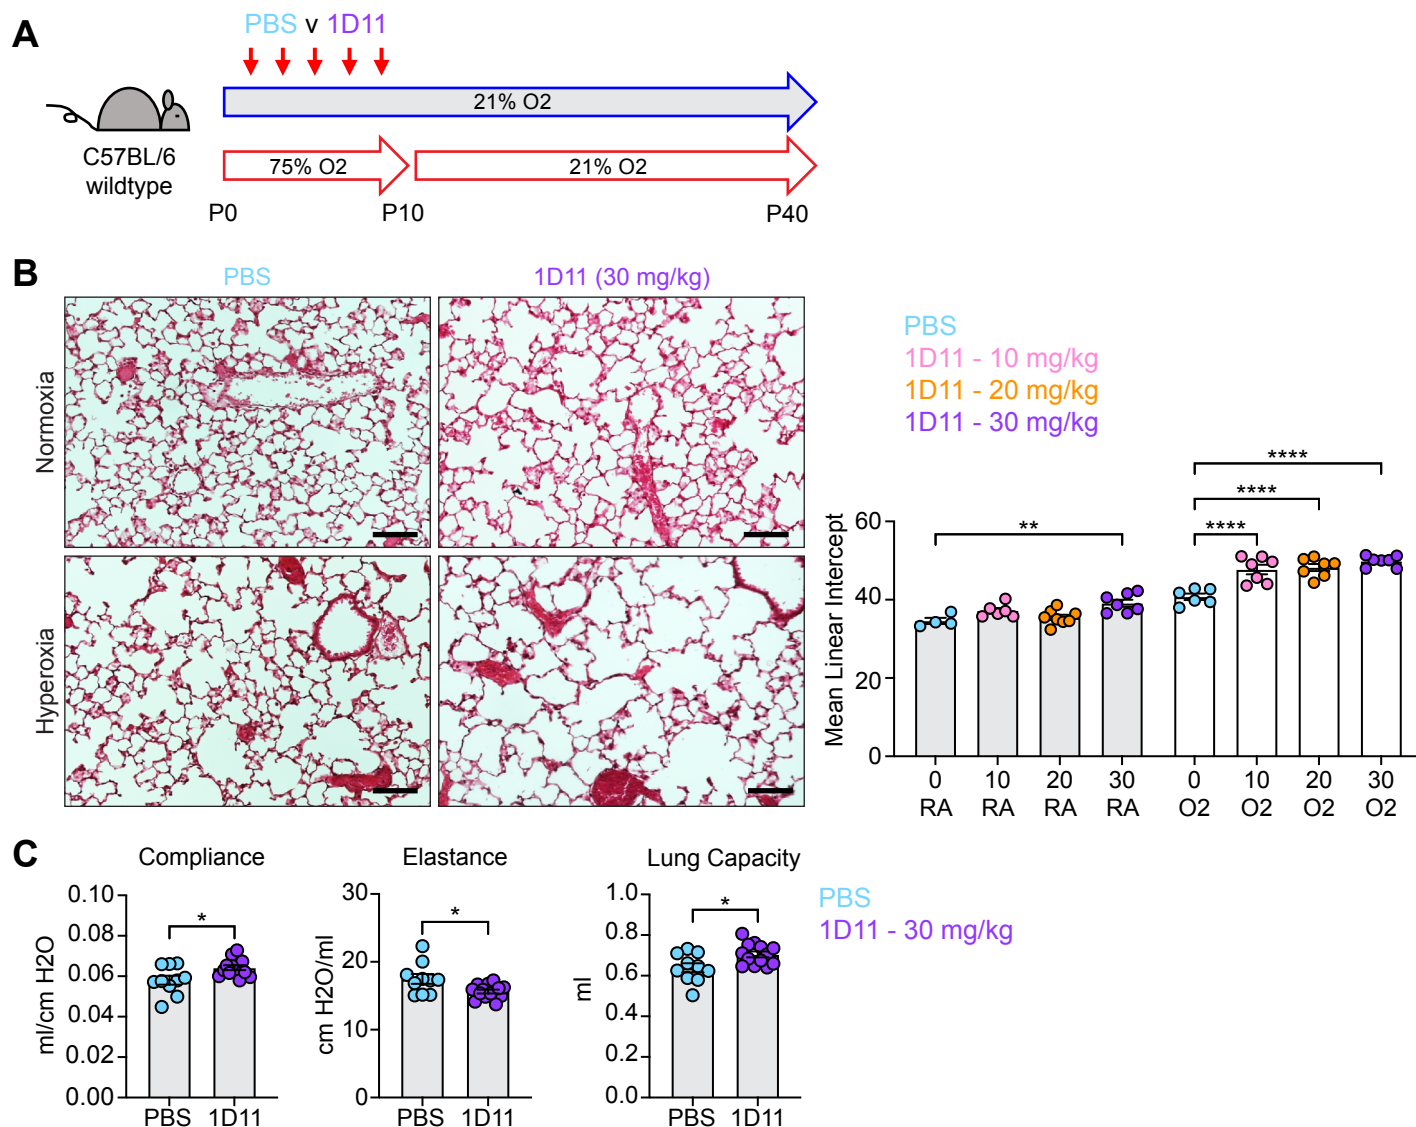 A
PBS v 1D11
21% O2
C57BL/6
wildtype
75% O2
21% O2
P0
P10
P40
B
PBS
1D11 (30 mg/kg)
Normoxia
Hyperoxia
PBS
1D11 - 10 mg/kg
1D11 - 20 mg/kg
1D11 - 30 mg/kg
Mean Linear Intercept
60
40
20
0
**
****
****
****
0 10 20 30 0 10 20 30
RA RA RA RA O2 O2 O2 O2
C
Compliance
ml/cm H2O
0.10
0.08
0.06
0.04
0.02
0.00
*
PBS 1D11
Elastance
cm H2O/ml
30
20
10
0
*
PBS 1D11
Lung Capacity
ml
1.0
0.8
0.6
0.4
0.2
0.0
*
PBS 1D11
PBS
1D11 - 30 mg/kg